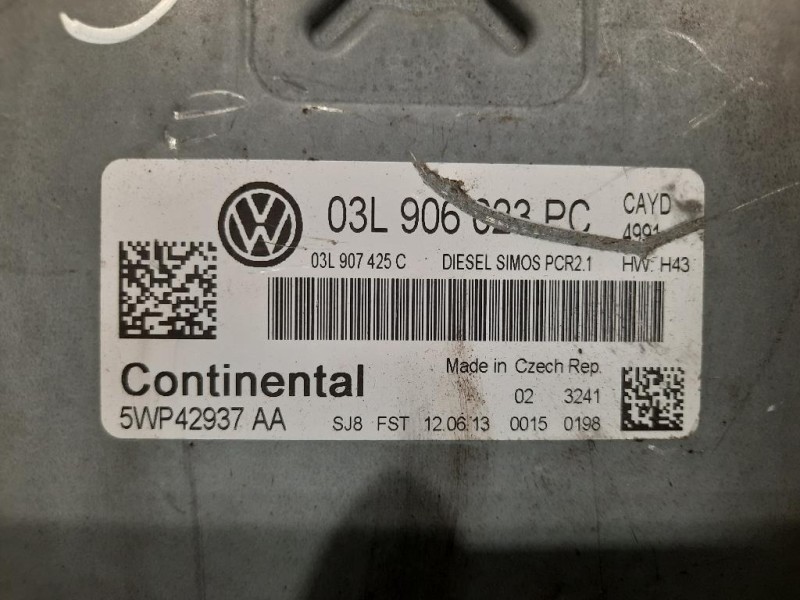 03L 906 023 PC CAYD
4991
03L 907 425 C DIESEL SIMOS PCR2.1 HW: H43
Continental
Made in Czech Rep.
02 3241
5WP42937 AA
SJ8 FST 12.06.13 0015 0198